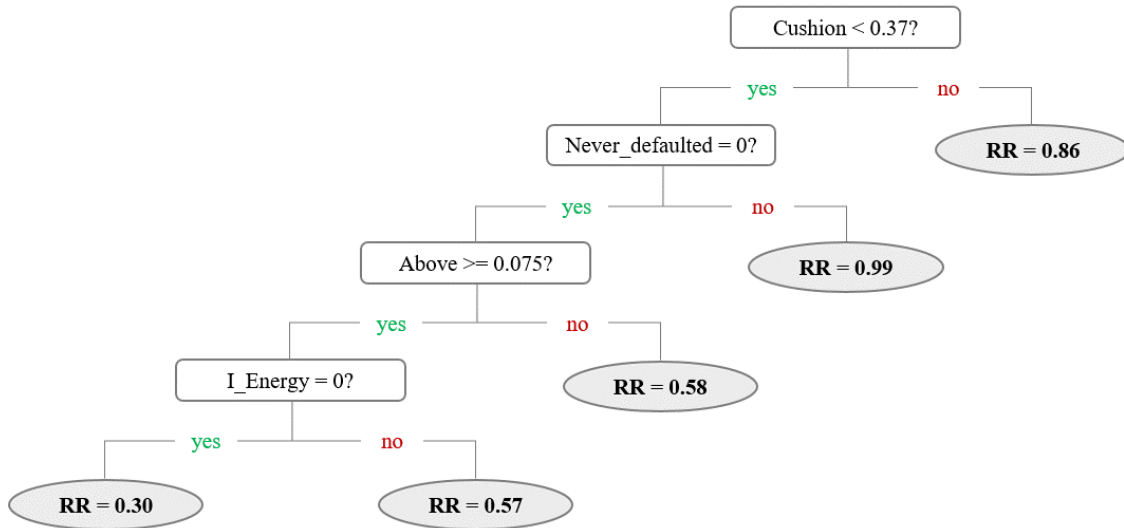 Cushion < 0.37?
yes
no
Never_defaulted = 0?
RR = 0.86
yes
no
Above >= 0.075?
RR = 0.99
yes
no
I_Energy = 0?
RR = 0.58
yes
no
RR = 0.30
RR = 0.57